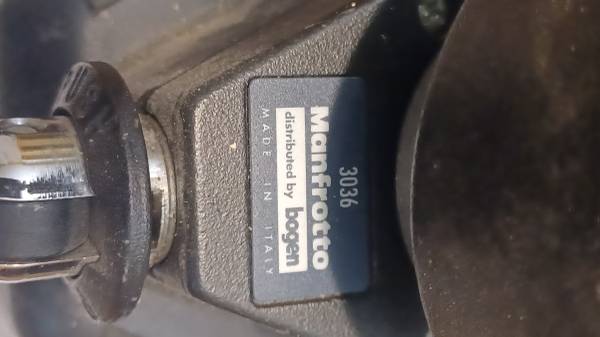 3036
Manfrotto
distributed by bogen
MADE IN ITALY